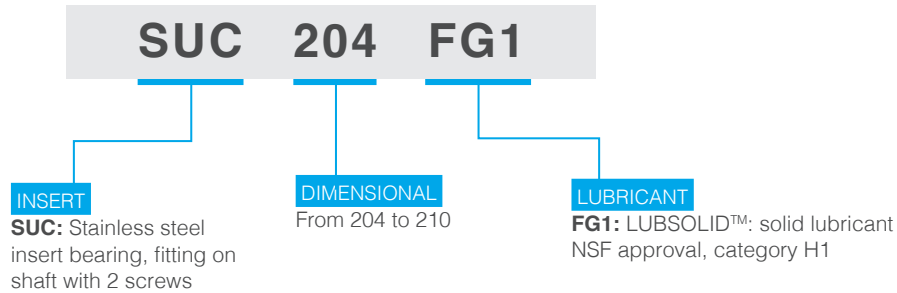 SUC 204 FG1
INSERT
SUC: Stainless steel
insert bearing, fitting on
shaft with 2 screws
DIMENSIONAL
From 204 to 210
LUBRICANT
FG1: LUBSOLID™: solid lubricant
NSF approval, category H1